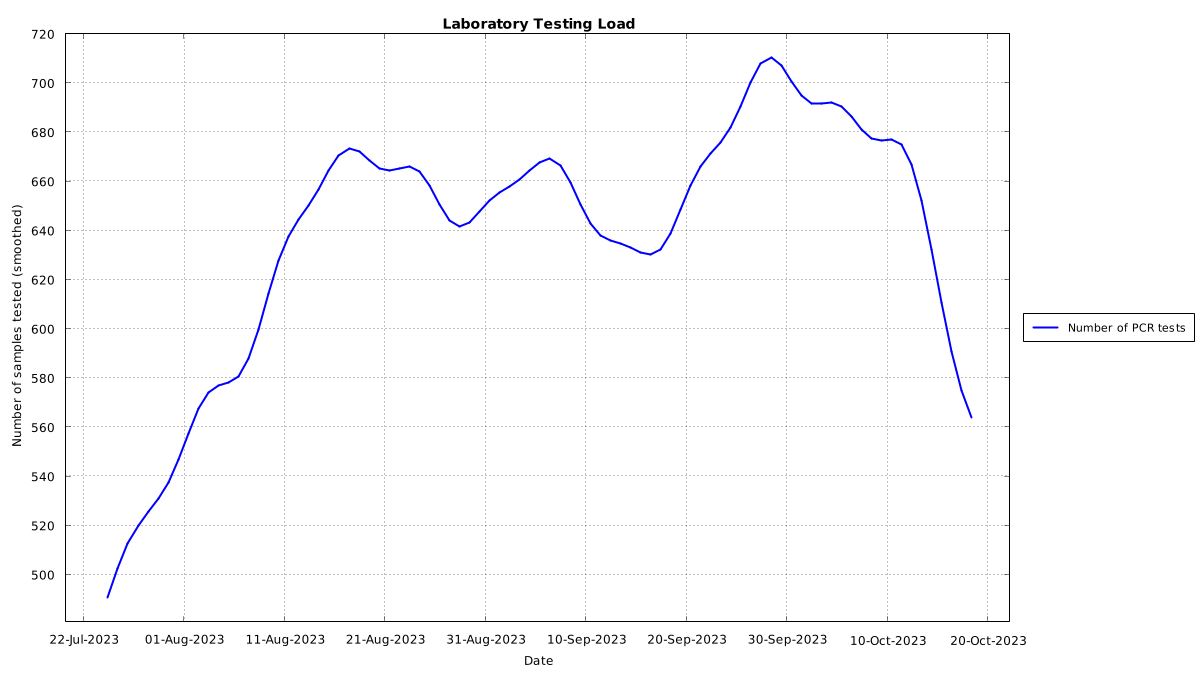 Laboratory Testing Load
720
700
680
660
640
620
600
580
560
540
520
500
Number of samples tested (smoothed)
22-Jul-2023 01-Aug-2023 11-Aug-2023 21-Aug-2023 31-Aug-2023 10-Sep-2023 20-Sep-2023 30-Sep-2023 10-Oct-2023 20-Oct-2023
Date
Number of PCR tests